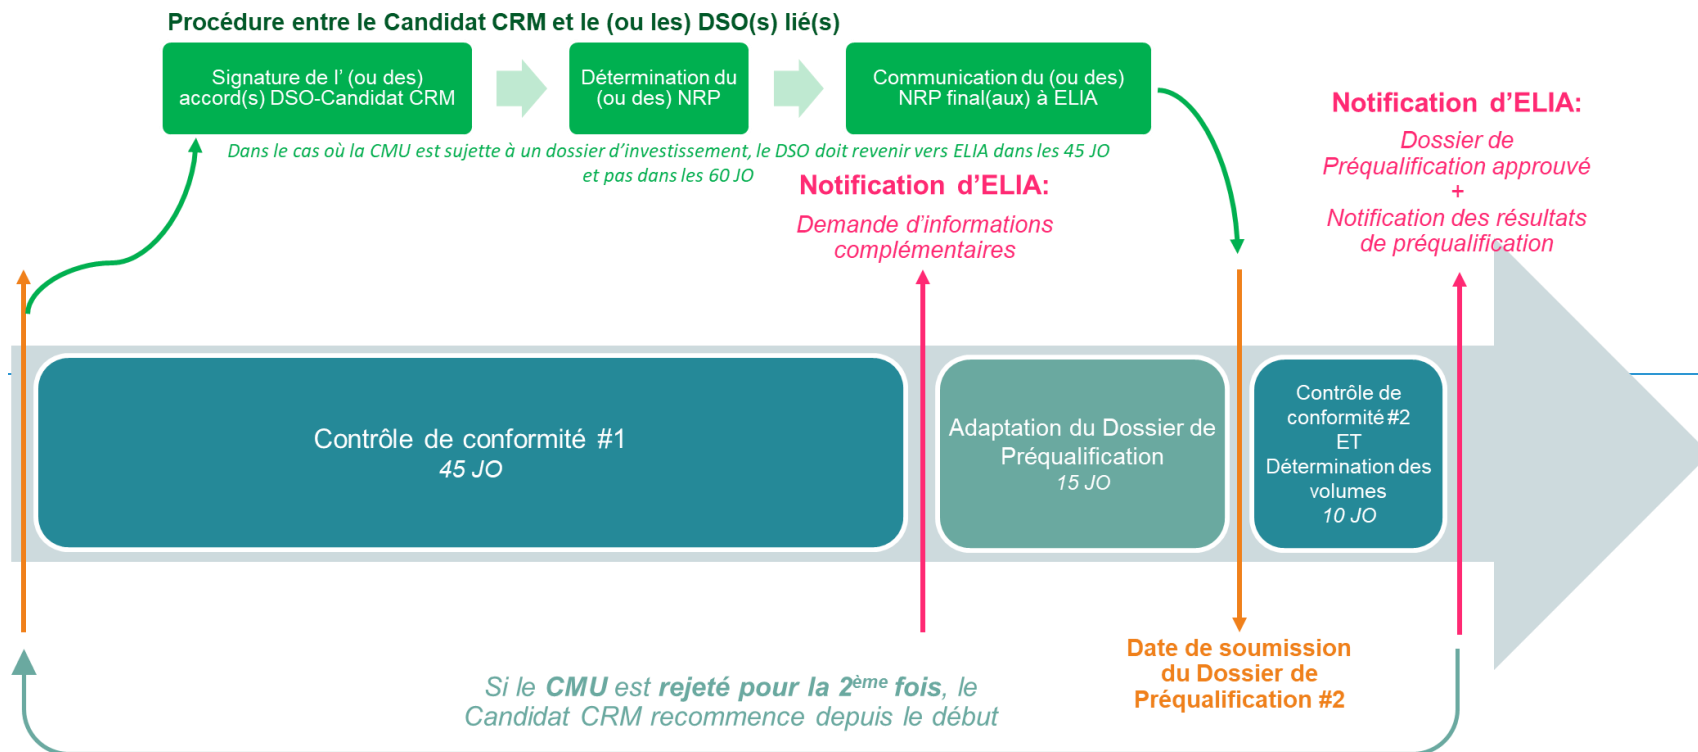 Procédure entre le Candidat CRM et le (ou les) DSO(s) lié(s)
Signature de l' (ou des)
accord(s) DSO-Candidat CRM
Détermination du
(ou des) NRP
Communication du (ou des)
NRP final(aux) à ELIA
Dans le cas où la CMU est sujette à un dossier d'investissement, le DSO doit revenir vers ELIA dans les 45 JO
et pas dans les 60 JO
Notification d'ELIA:
Demande d'informations
complémentaires
Notification d'ELIA:
Dossier de
Préqualification approuvé
+
Notification des résultats
de préqualification
Contrôle de conformité #1
45 JO
Adaptation du Dossier de
Préqualification
15 JO
Contrôle de
conformité #2
ET
Détermination des
volumes
10 JO
Date de soumission
du Dossier de
Préqualification #2
Si le CMU est rejeté pour la 2ème fois, le
Candidat CRM recommence depuis le début